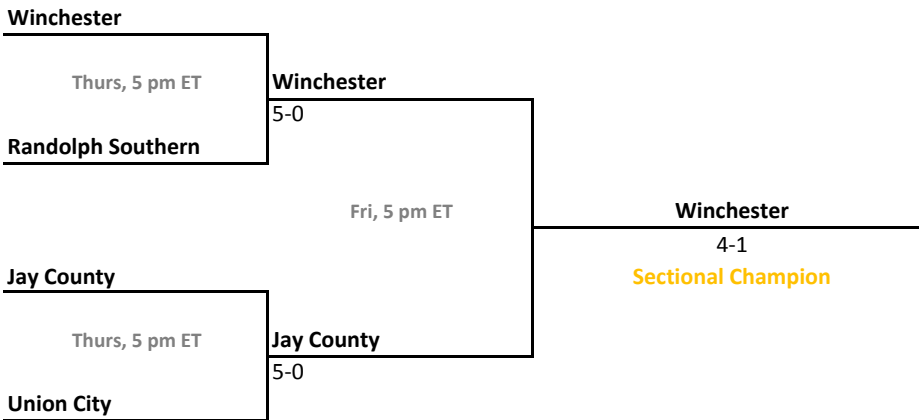 Winchester
Thurs, 5 pm ET
Winchester
5-0
Randolph Southern
Fri, 5 pm ET
Winchester
4-1
Sectional Champion
Jay County
Thurs, 5 pm ET
Jay County
5-0
Union City